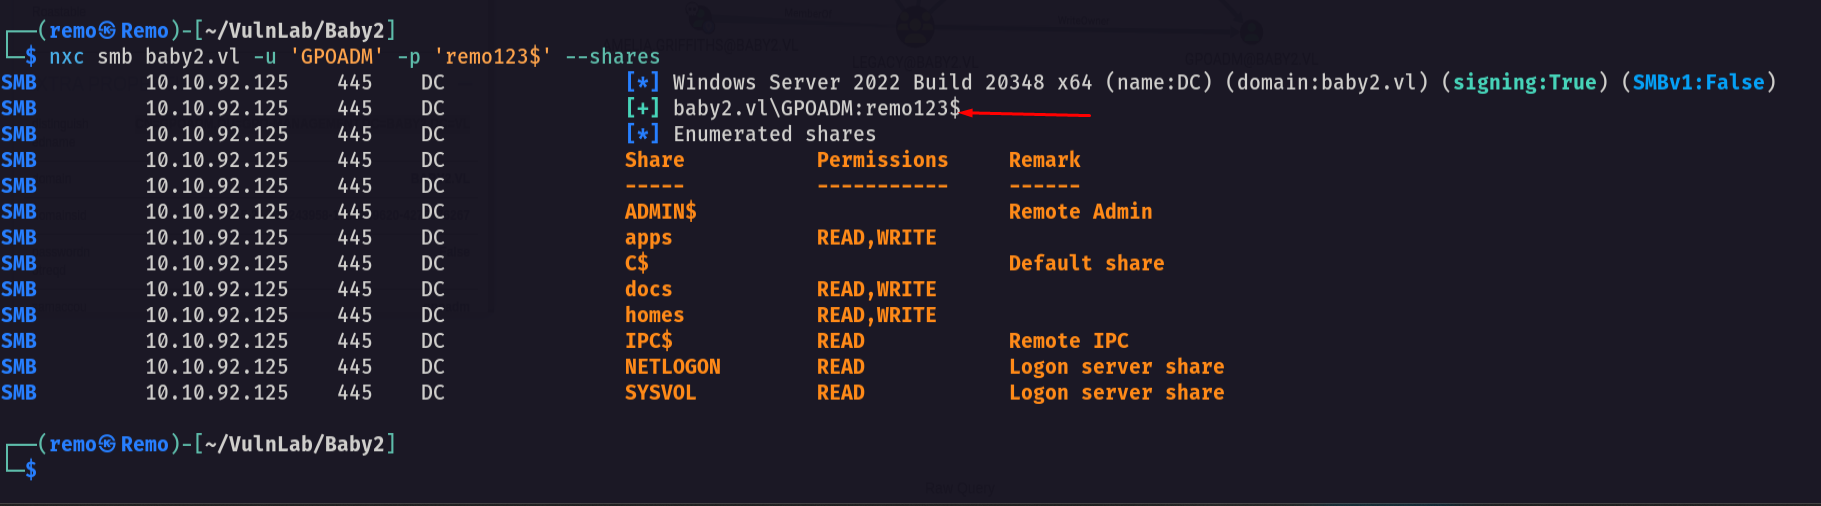 (remo㉿Remo)-[~/VulnLab/Baby2]
$ nxc smb baby2.vl -u 'GPOADM' -p 'remo123$' --shares
SMB 10.10.92.125 445 DC [*] Windows Server 2022 Build 20348 x64 (name:DC) (domain:baby2.vl) (signing:True) (SMBv1:False)
SMB 10.10.92.125 445 DC [+] baby2.vl\GPOADM:remo123$
SMB 10.10.92.125 445 DC [*] Enumerated shares
SMB 10.10.92.125 445 DC Share Permissions Remark
SMB 10.10.92.125 445 DC ----- ----------- ------
SMB 10.10.92.125 445 DC ADMIN$ Remote Admin
SMB 10.10.92.125 445 DC apps READ,WRITE
SMB 10.10.92.125 445 DC C$ Default share
SMB 10.10.92.125 445 DC docs READ,WRITE
SMB 10.10.92.125 445 DC homes READ,WRITE
SMB 10.10.92.125 445 DC IPC$ READ Remote IPC
SMB 10.10.92.125 445 DC NETLOGON READ Logon server share
SMB 10.10.92.125 445 DC SYSVOL READ Logon server share
(remo㉿Remo)-[~/VulnLab/Baby2]
$